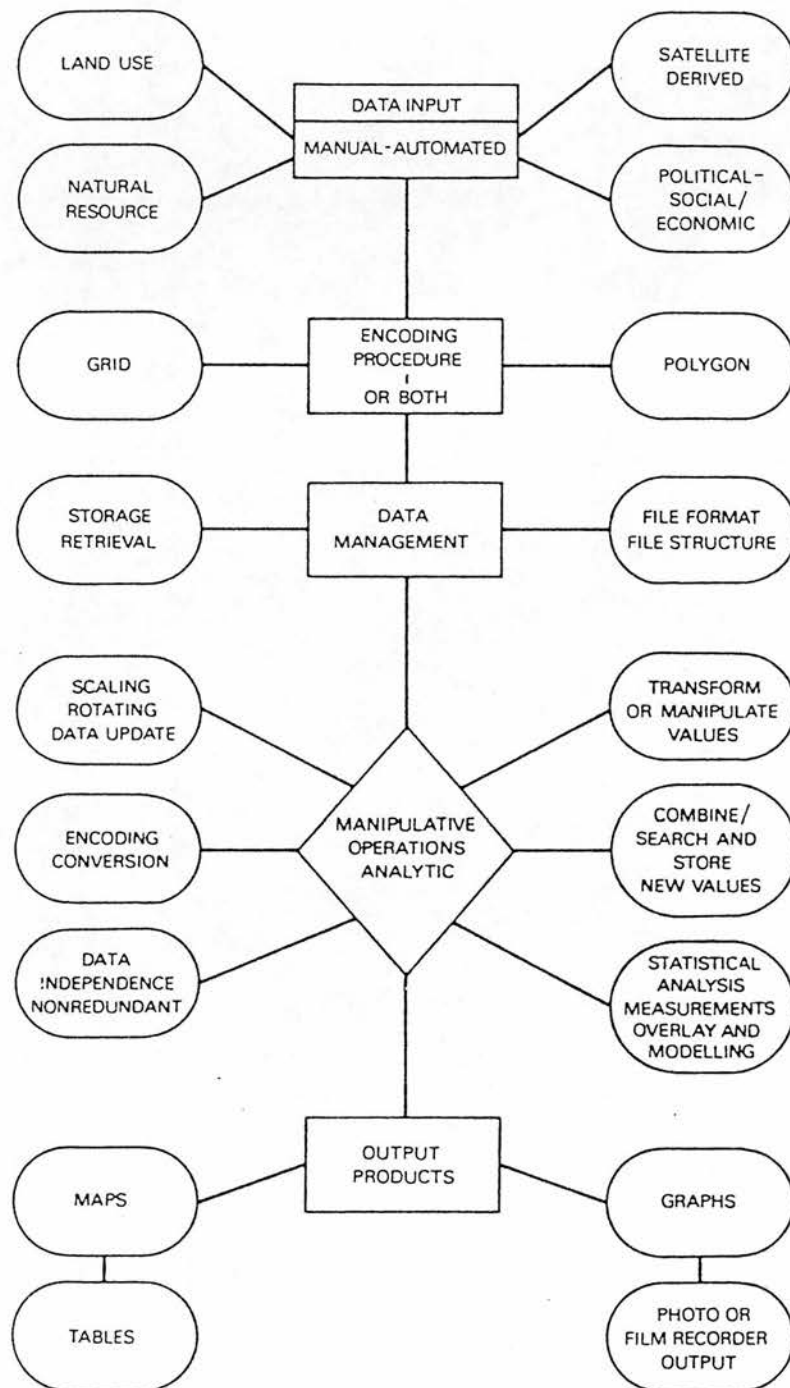 LAND USE
SATELLITE
DERIVED
DATA INPUT
MANUAL-AUTOMATED
NATURAL
RESOURCE
POLITICAL-
SOCIAL/
ECONOMIC
GRID
ENCODING
PROCEDURE
OR BOTH
POLYGON
STORAGE
RETRIEVAL
DATA
MANAGEMENT
FILE FORMAT
FILE STRUCTURE
SCALING
ROTATING
DATA UPDATE
TRANSFORM
OR MANIPULATE
VALUES
ENCODING
CONVERSION
MANIPULATIVE
OPERATIONS
ANALYTIC
COMBINE/
SEARCH AND
STORE
NEW VALUES
DATA
INDEPENDENCE
NONREDUNDANT
STATISTICAL
ANALYSIS
MEASUREMENTS
OVERLAY AND
MODELLING
OUTPUT
PRODUCTS
MAPS
GRAPHS
TABLES
PHOTO OR
FILM RECORDER
OUTPUT